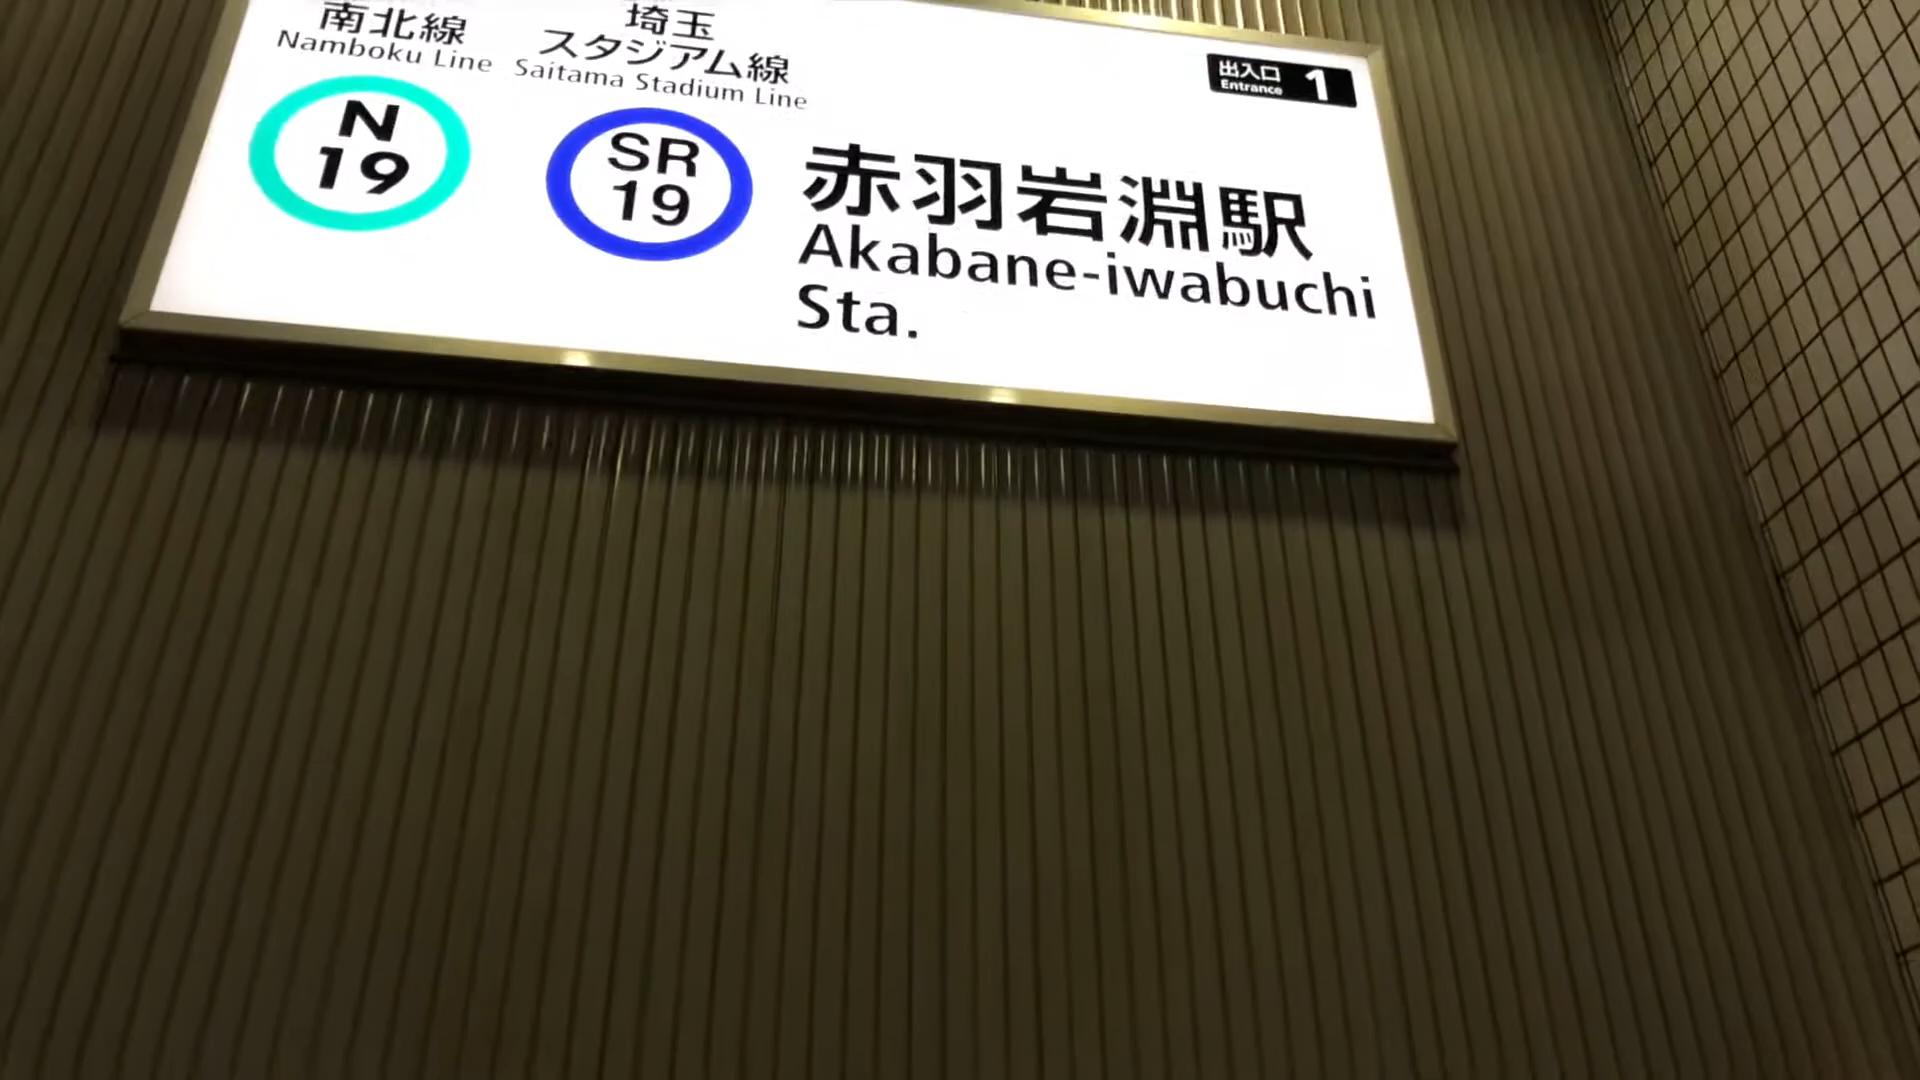 南北線
Namboku Line
N
19
埼玉
スタジアム線
Saitama Stadium Line
SR
19
出入口
Entrance
1
赤羽岩淵駅
Akabane-iwabuchi
Sta.